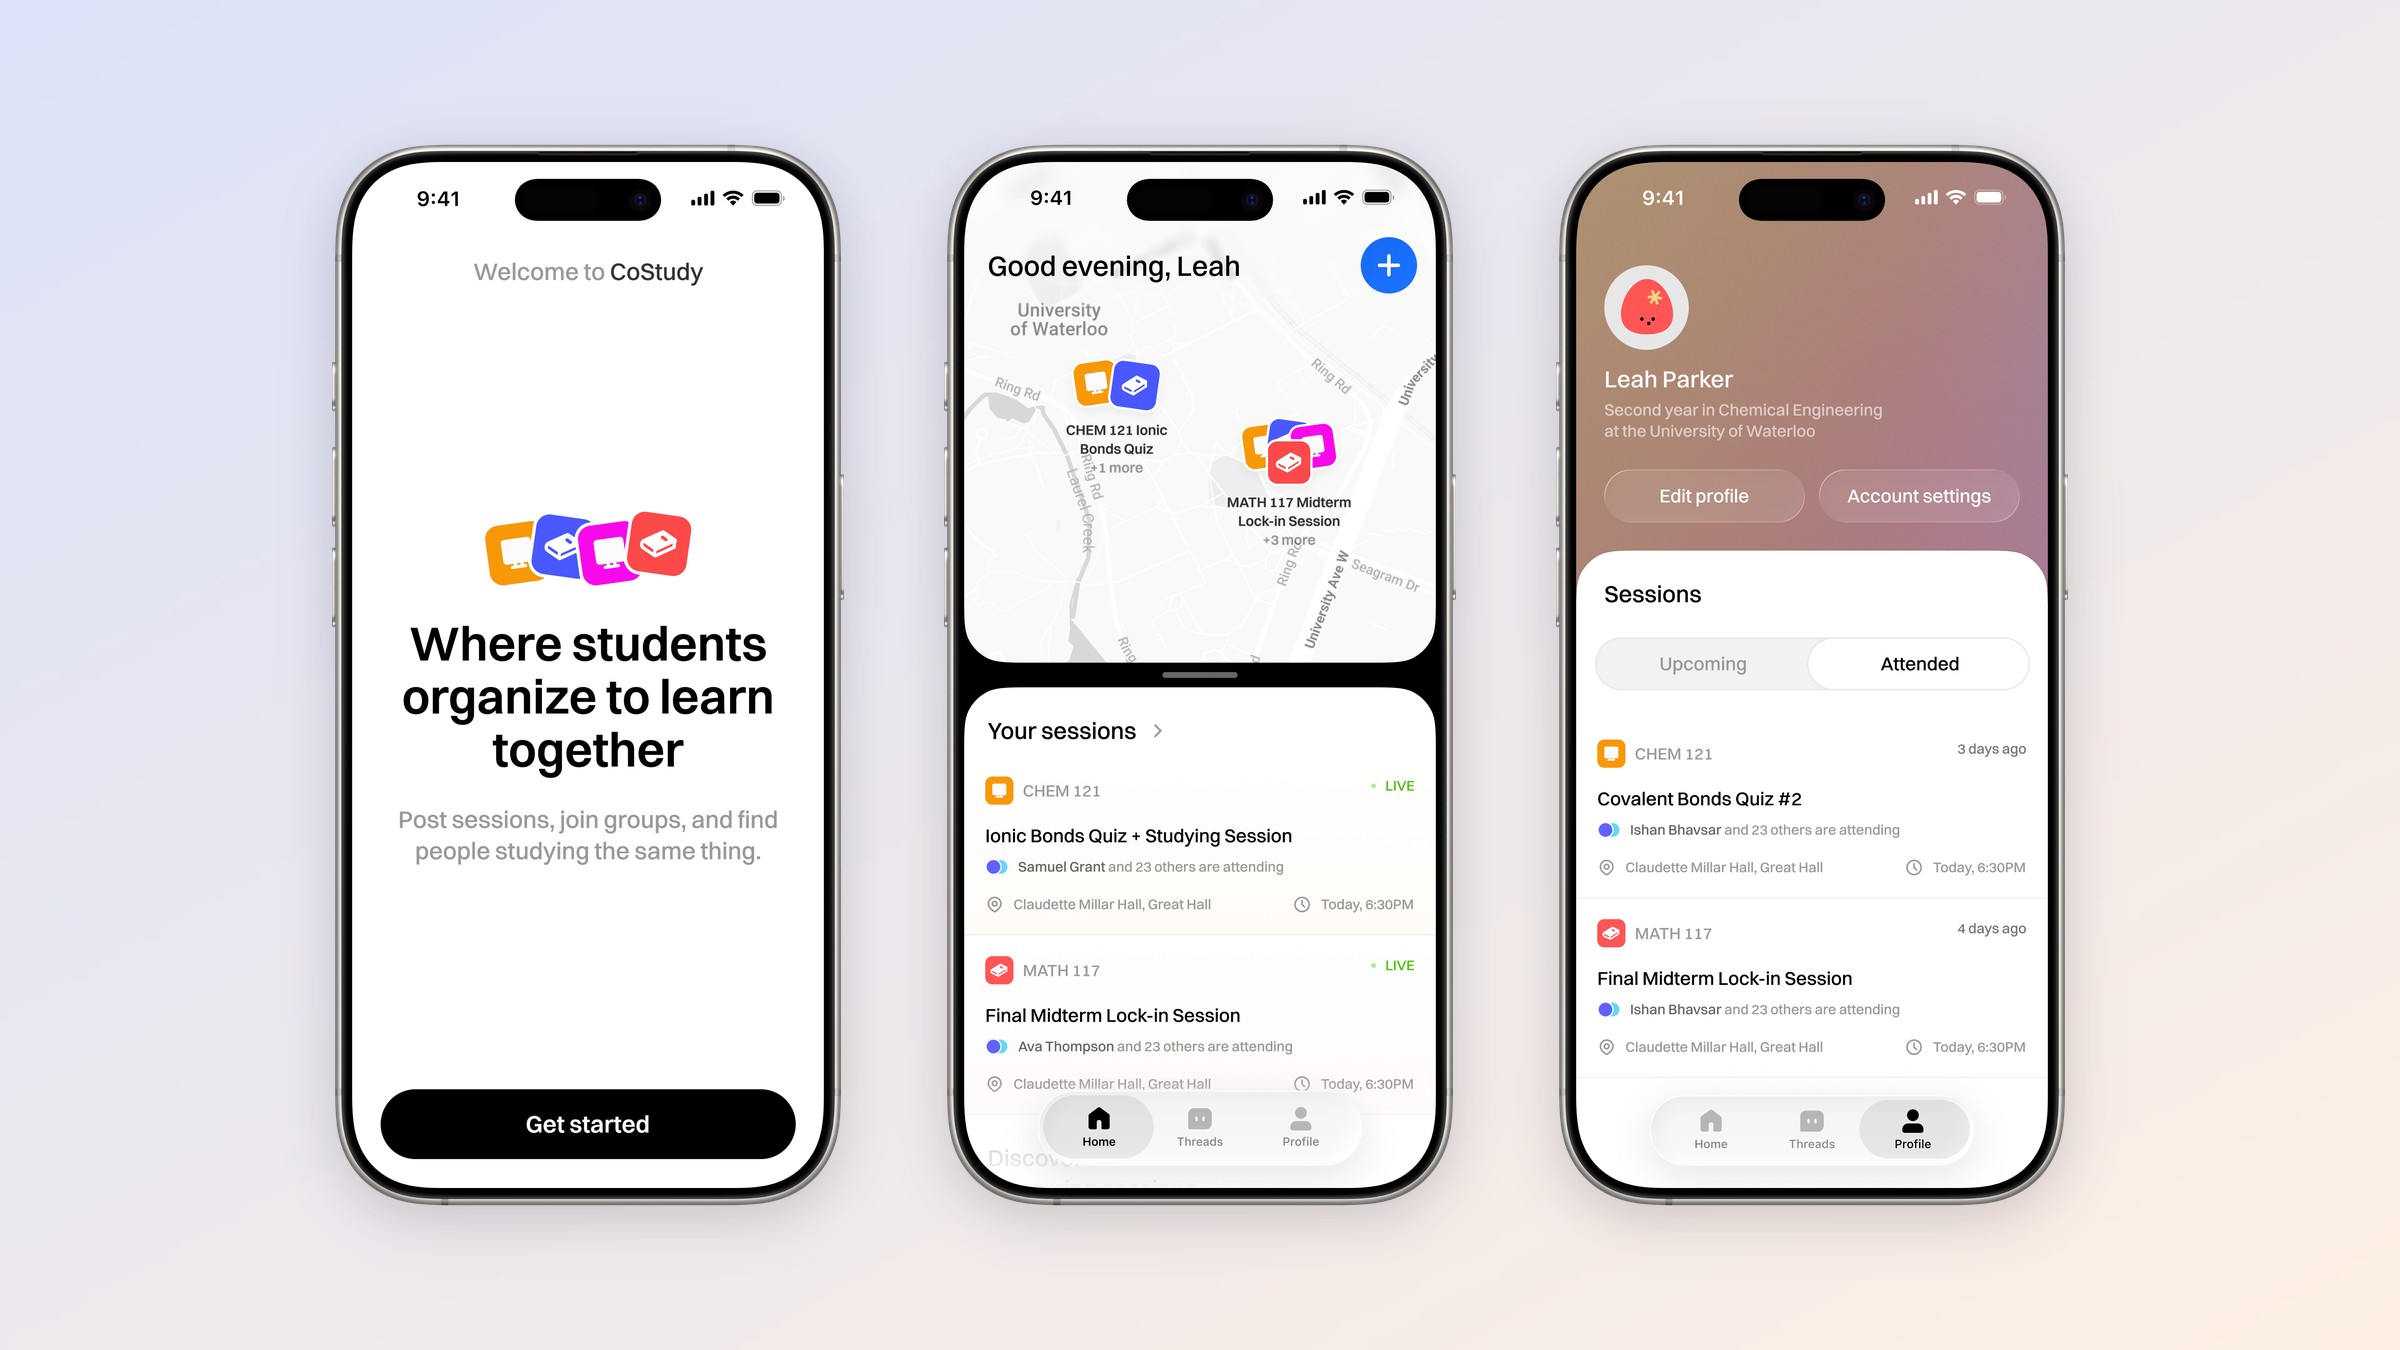 9:41
Welcome to CoStudy
Where students
organize to learn
together
Post sessions, join groups, and find
people studying the same thing.
Get started
9:41
Good evening, Leah
University
of Waterloo
Ring Rd
Ring Rd
University
CHEM 121 Ionic
Bonds Quiz
+1 more
Ring Rd
Laurel Creek
MATH 117 Midterm
Lock-in Session
+3 more
Ring Rd
University Ave W
Seagram Dr
Ring
Your sessions
CHEM 121
LIVE
Ionic Bonds Quiz + Studying Session
Samuel Grant and 23 others are attending
Claudette Millar Hall, Great Hall
Today, 6:30PM
MATH 117
LIVE
Final Midterm Lock-in Session
Ava Thompson and 23 others are attending
Claudette Millar Hall, Great Hall
Today, 6:30PM
Home
Threads
Profile
9:41
Leah Parker
Second year in Chemical Engineering
at the University of Waterloo
Edit profile
Account settings
Sessions
Upcoming
Attended
CHEM 121
3 days ago
Covalent Bonds Quiz #2
Ishan Bhavsar and 23 others are attending
Claudette Millar Hall, Great Hall
Today, 6:30PM
MATH 117
4 days ago
Final Midterm Lock-in Session
Ishan Bhavsar and 23 others are attending
Claudette Millar Hall, Great Hall
Today, 6:30PM
Home
Threads
Profile